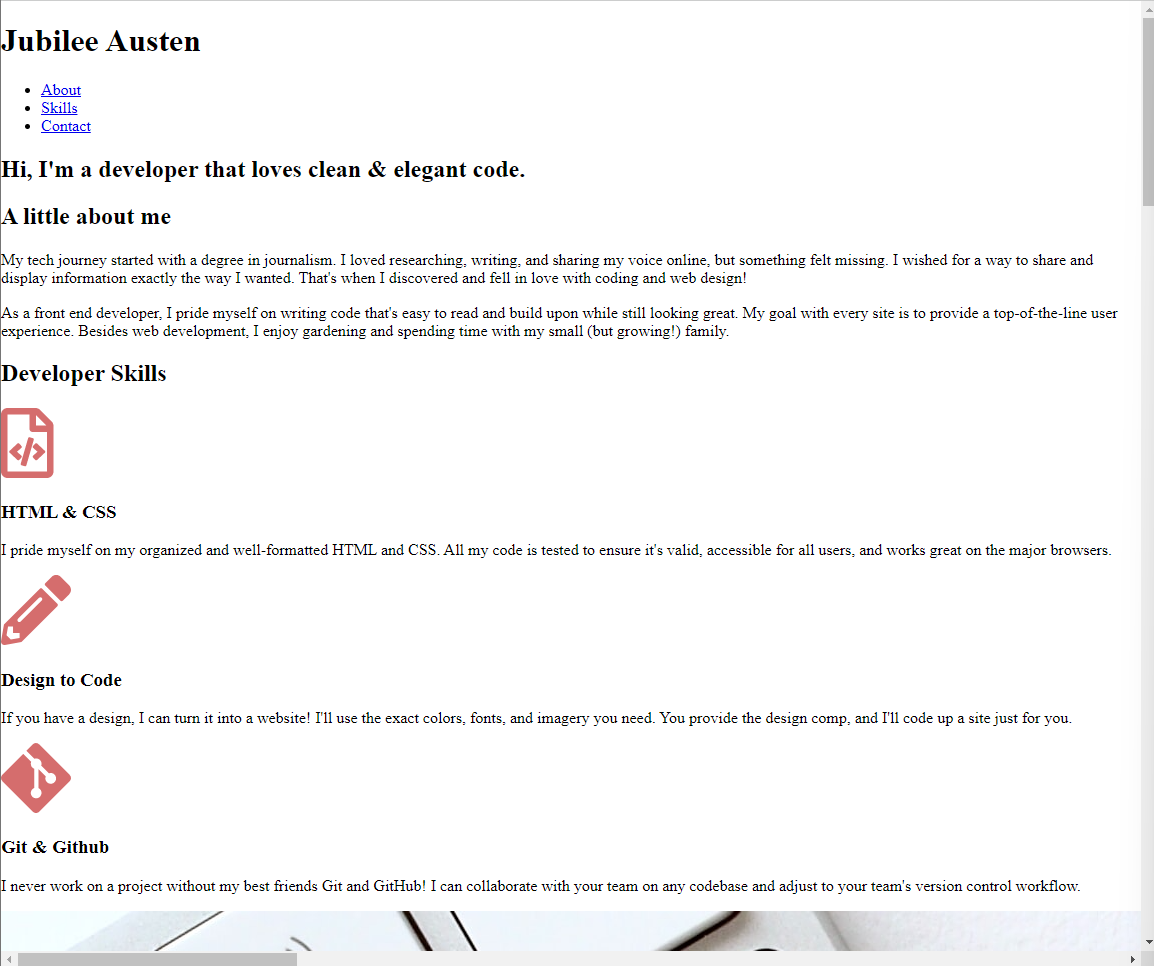 Jubilee Austen
About
Skills
Contact
Hi, I'm a developer that loves clean & elegant code.
A little about me
My tech journey started with a degree in journalism. I loved researching, writing, and sharing my voice online, but something felt missing. I wished for a way to share and
display information exactly the way I wanted. That's when I discovered and fell in love with coding and web design!
As a front end developer, I pride myself on writing code that's easy to read and build upon while still looking great. My goal with every site is to provide a top-of-the-line user
experience. Besides web development, I enjoy gardening and spending time with my small (but growing!) family.
Developer Skills
</>
HTML & CSS
I pride myself on my organized and well-formatted HTML and CSS. All my code is tested to ensure it's valid, accessible for all users, and works great on the major browsers.
Design to Code
If you have a design, I can turn it into a website! I'll use the exact colors, fonts, and imagery you need. You provide the design comp, and I'll code up a site just for you.
Git & Github
I never work on a project without my best friends Git and GitHub! I can collaborate with your team on any codebase and adjust to your team's version control workflow.